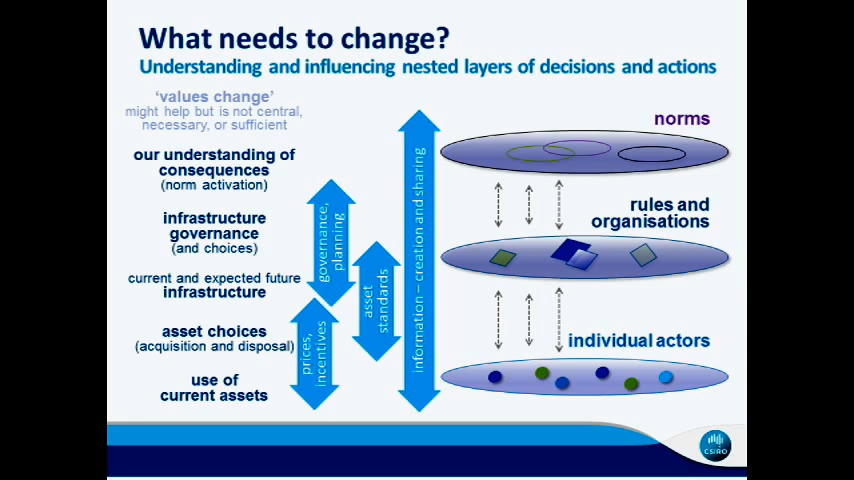 What needs to change?
Understanding and influencing nested layers of decisions and actions
‘values change’
might help but is not central,
necessary, or sufficient
our understanding of
consequences
(norm activation)
infrastructure
governance
(and choices)
current and expected future
infrastructure
asset choices
(acquisition and disposal)
use of
current assets
governance,
planning
prices,
incentives
asset
standards
information – creation and sharing
norms
rules and
organisations
individual actors
CSIRO